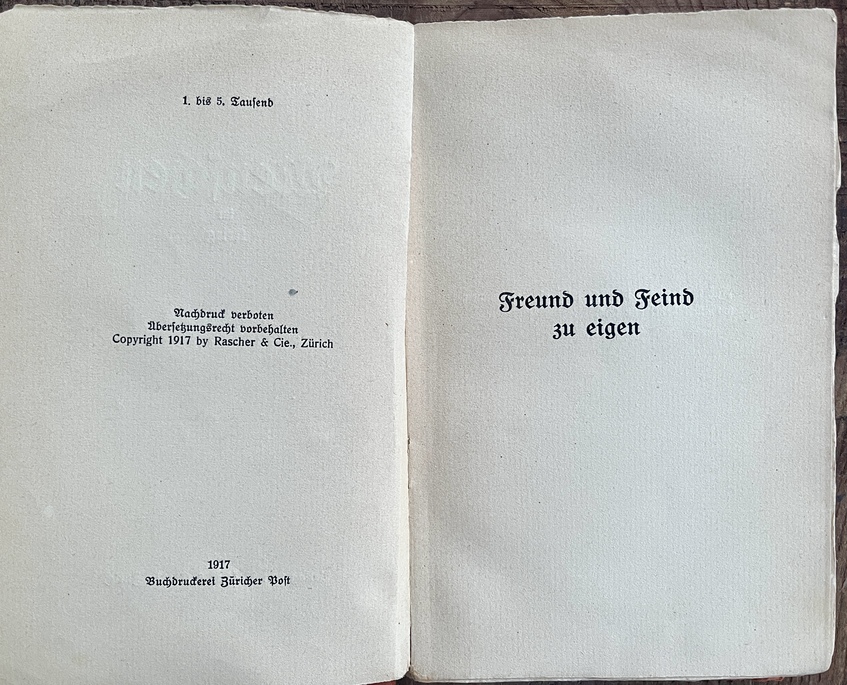 1. bis 5. Tausend
Nachdruck verboten
Übersetzungsrecht vorbehalten
Copyright 1917 by Rascher & Cie., Zürich
1917
Buchdruckerei Züricher Post
Freund und Feind
zu eigen